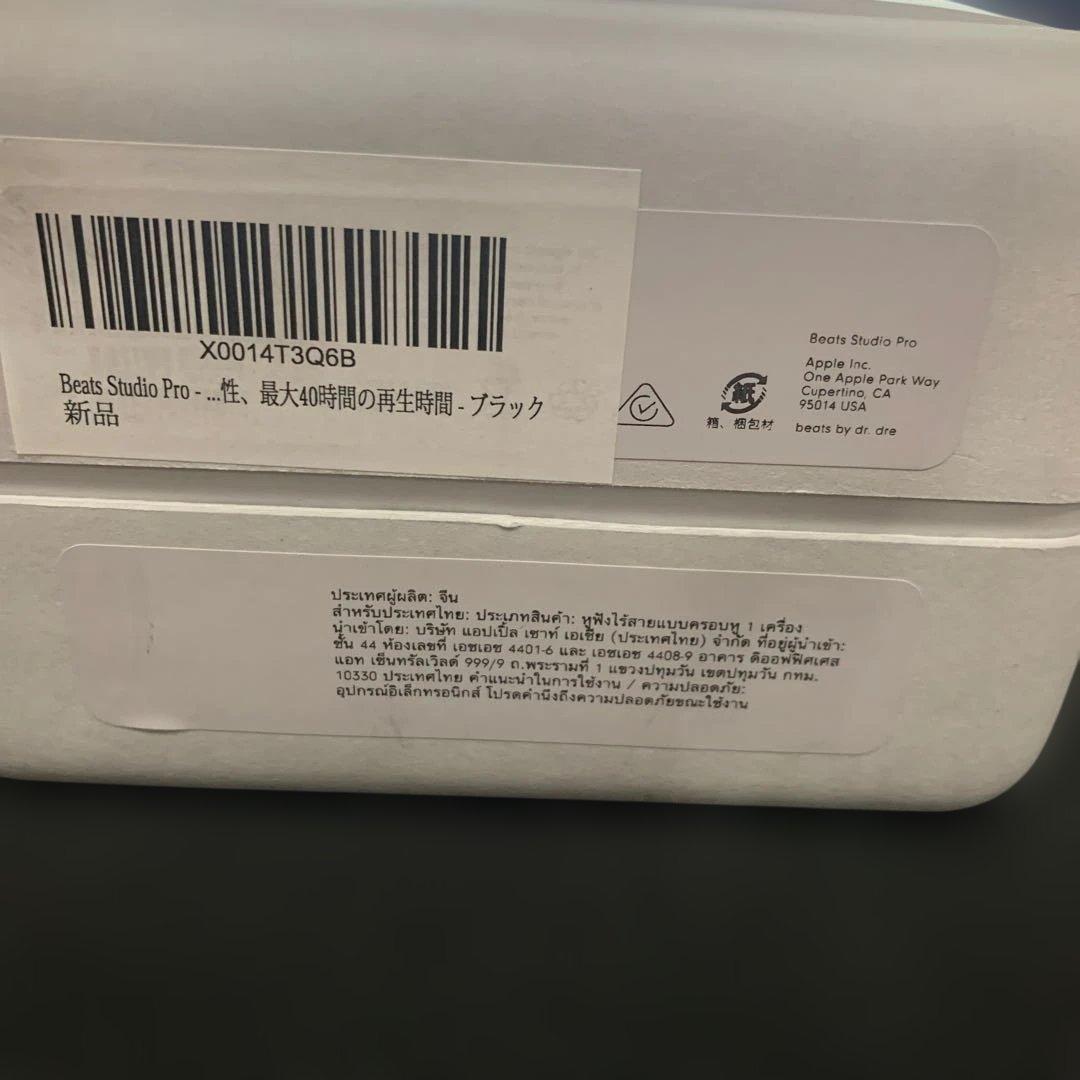 X0014T3Q6B
Beats Studio Pro - ...性、最大40時間の再生時間 - ブラック
新品
紙
箱、梱包材
Beats Studio Pro
Apple Inc.
One Apple Park Way
Cupertino, CA
95014 USA
beats by dr. dre
ประเทศผู้ผลิต: จีน
สำหรับประเทศไทย: ประเภทสินค้า: หูฟังไร้สายแบบครอบหู 1 เครื่อง
นำเข้าโดย: บริษัท แอปเปิ้ล เซาท์ เอเชีย (ประเทศไทย) จำกัด ที่อยู่ผู้นำเข้า:
ชั้น 44 ห้องเลขที่ เอชเอช 4401-6 และ เอชเอช 4408-9 อาคาร ดิออฟฟิศเศส
แอท เซ็นทรัลเวิลด์ 999/9 ถ.พระรามที่ 1 แขวงปทุมวัน เขตปทุมวัน กทม.
10330 ประเทศไทย คำแนะนำในการใช้งาน / ความปลอดภัย:
อุปกรณ์อิเล็กทรอนิกส์ โปรดคำนึงถึงความปลอดภัยขณะใช้งาน